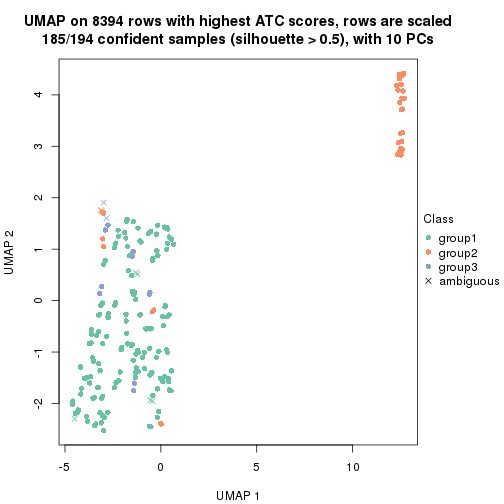 UMAP on 8394 rows with highest ATC scores, rows are scaled
185/194 confident samples (silhouette > 0.5), with 10 PCs
4
3
2
1
0
-1
-2
UMAP 2
-5
0
5
10
UMAP 1
Class
group1
group2
group3
ambiguous